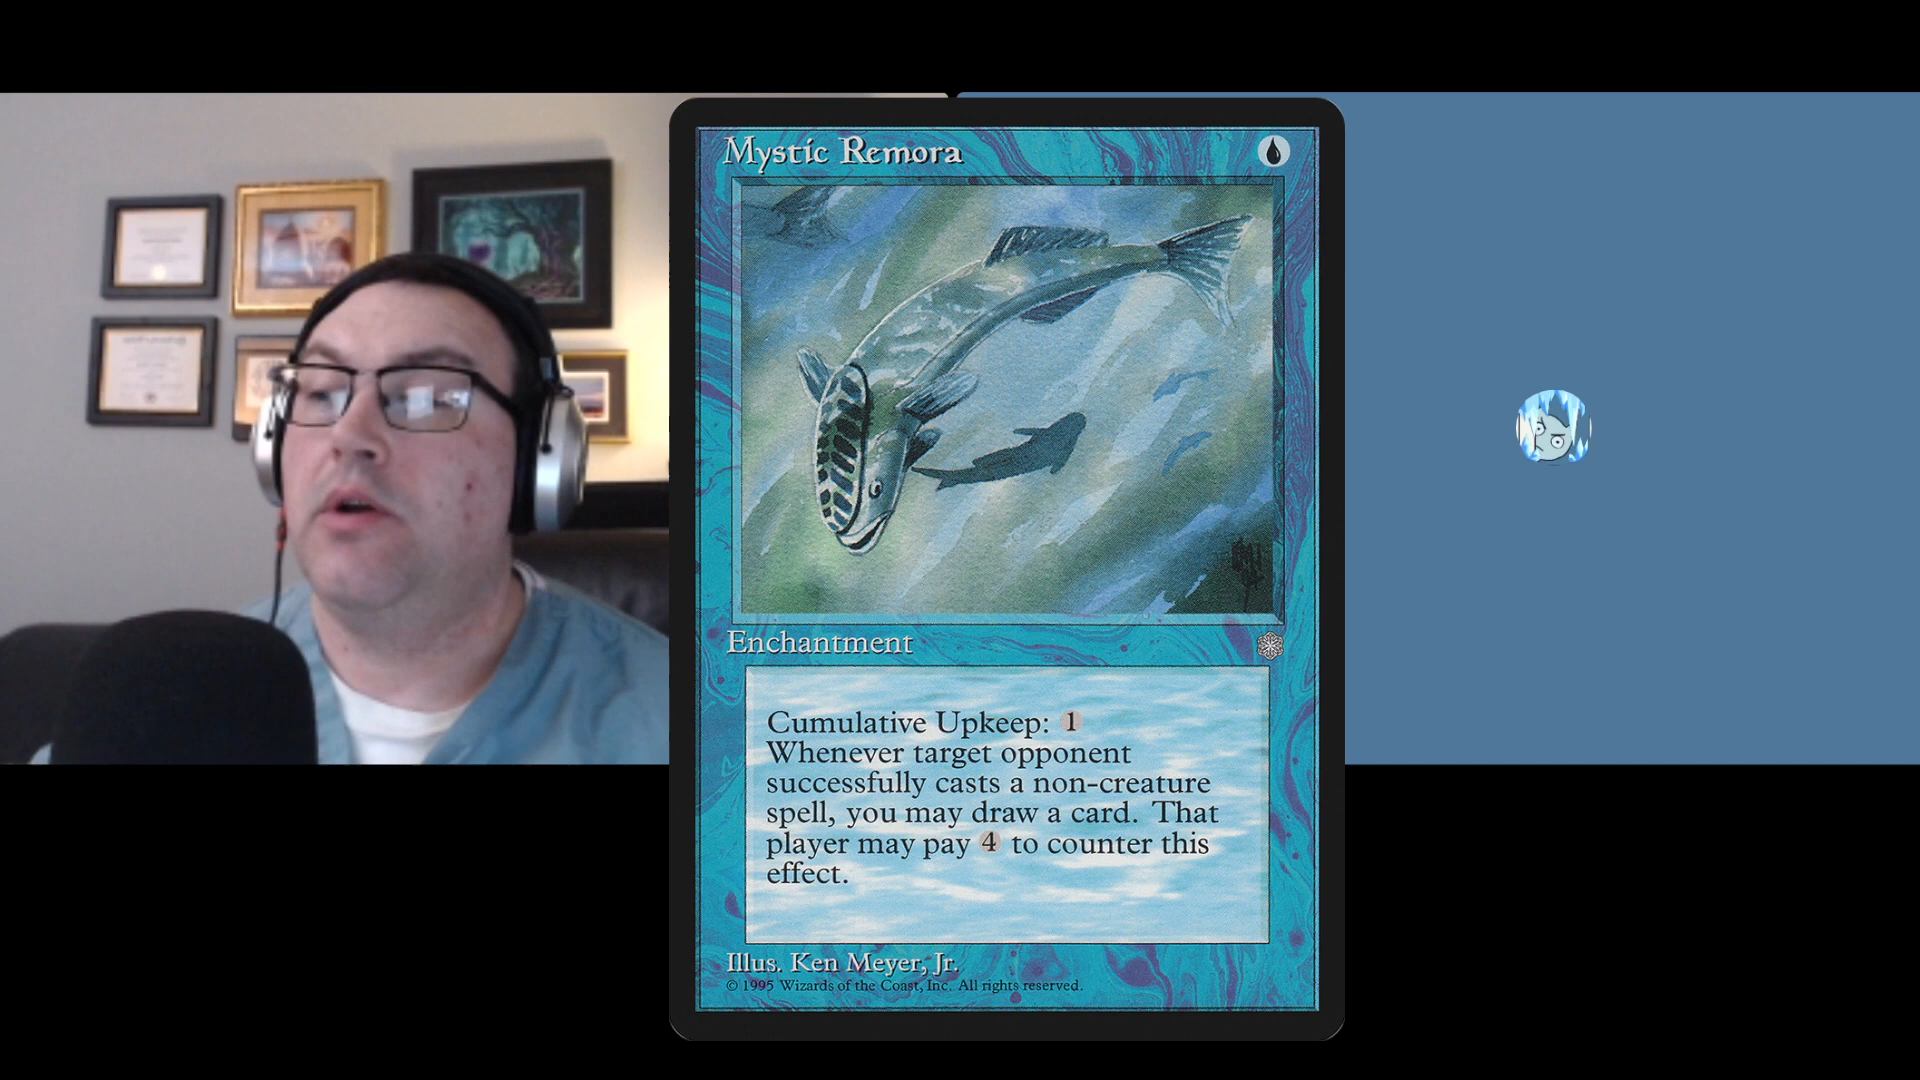 Mystic Remora
Enchantment
Cumulative Upkeep: 1
Whenever target opponent
successfully casts a non-creature
spell, you may draw a card. That
player may pay 4 to counter this
effect.
Illus. Ken Meyer, Jr.
© 1995 Wizards of the Coast, Inc. All rights reserved.